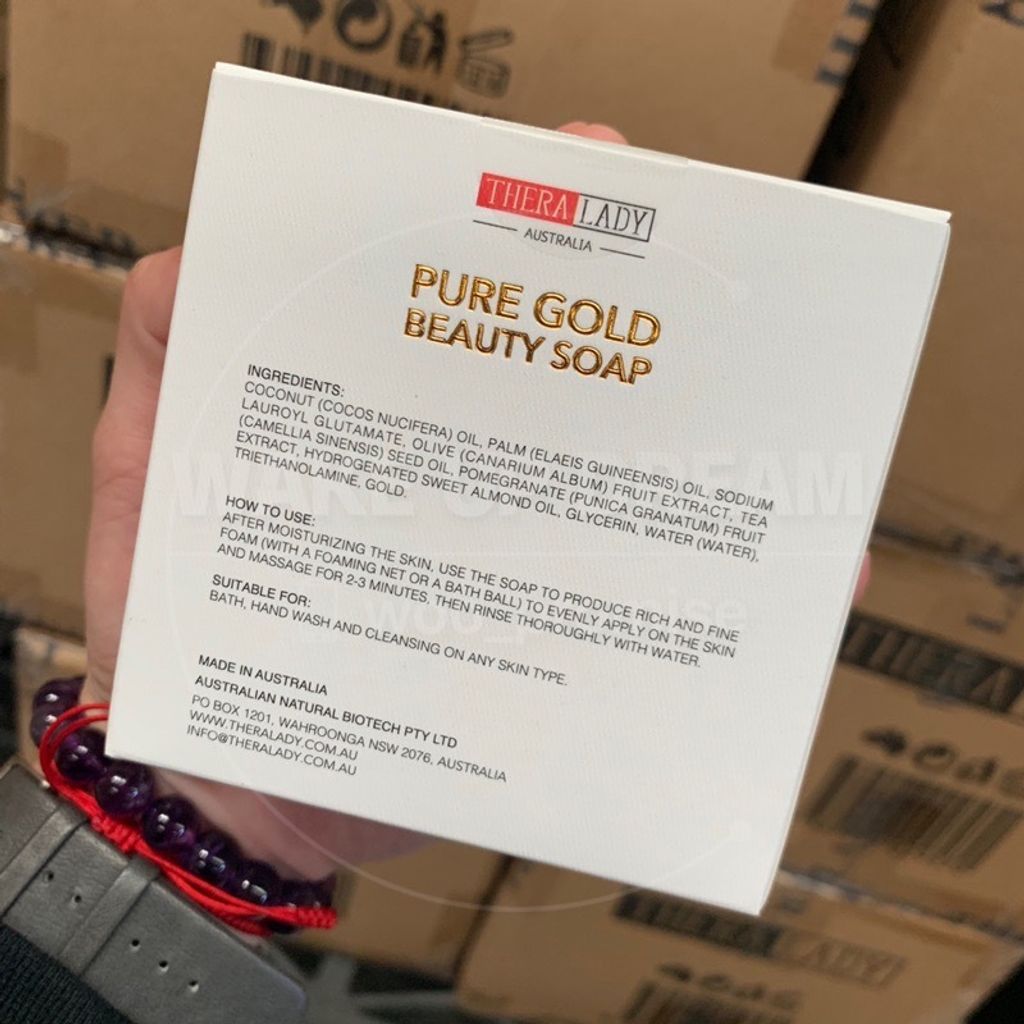 THERA LADY
AUSTRALIA
PURE GOLD
BEAUTY SOAP
INGREDIENTS:
COCONUT (COCOS NUCIFERA) OIL, PALM (ELAEIS GUINEENSIS) OIL, SODIUM
LAUROYL GLUTAMATE, OLIVE (CANARIUM ALBUM) FRUIT EXTRACT, TEA
(CAMELLIA SINENSIS) SEED OIL, POMEGRANATE (PUNICA GRANATUM) FRUIT
EXTRACT, HYDROGENATED SWEET ALMOND OIL, GLYCERIN, WATER (WATER),
TRIETHANOLAMINE, GOLD.
HOW TO USE:
AFTER MOISTURIZING THE SKIN, USE THE SOAP TO PRODUCE RICH AND FINE
FOAM (WITH A FOAMING NET OR A BATH BALL) TO EVENLY APPLY ON THE SKIN
AND MASSAGE FOR 2-3 MINUTES, THEN RINSE THOROUGHLY WITH WATER.
SUITABLE FOR:
BATH, HAND WASH AND CLEANSING ON ANY SKIN TYPE.
MADE IN AUSTRALIA
AUSTRALIAN NATURAL BIOTECH PTY LTD
PO BOX 1201, WAHROONGA NSW 2076, AUSTRALIA
WWW.THERALADY.COM.AU
INFO@THERALADY.COM.AU
THERA
THERA LADY